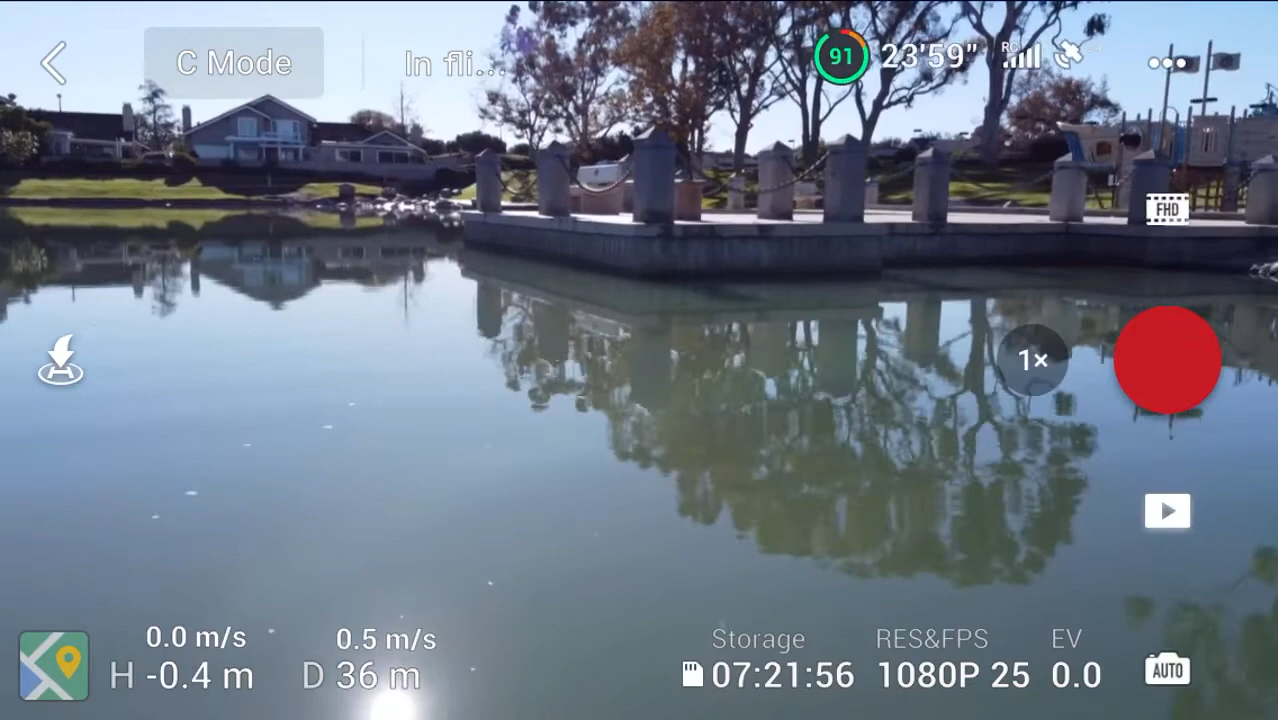 C Mode
In fli...
91
23'59"
RC
FHD
1×
0.0 m/s
0.5 m/s
H -0.4 m
D 36 m
Storage
RES&FPS
EV
07:21:56
1080P 25
0.0
AUTO